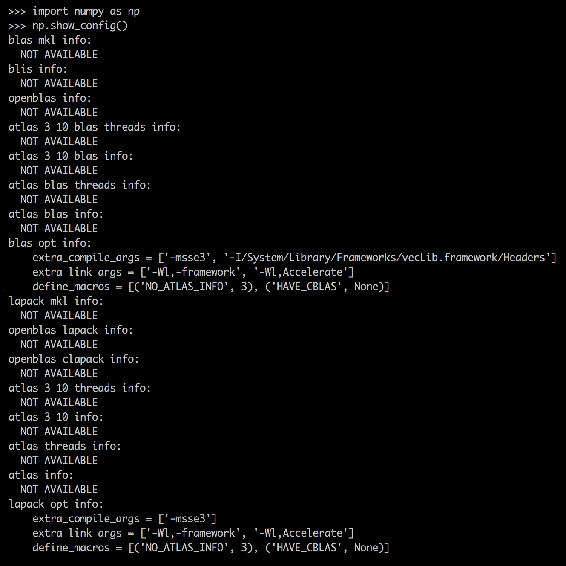 >>> import numpy as np
>>> np.show_config()
blas mkl info:
  NOT AVAILABLE
blis info:
  NOT AVAILABLE
openblas info:
  NOT AVAILABLE
atlas 3 10 blas threads info:
  NOT AVAILABLE
atlas 3 10 blas info:
  NOT AVAILABLE
atlas blas threads info:
  NOT AVAILABLE
atlas blas info:
  NOT AVAILABLE
blas opt info:
    extra_compile_args = ['-msse3', '-I/System/Library/Frameworks/vecLib.framework/Headers']
    extra link args = ['-Wl,-framework', '-Wl,Accelerate']
    define_macros = [('NO_ATLAS_INFO', 3), ('HAVE_CBLAS', None)]
lapack mkl info:
  NOT AVAILABLE
openblas lapack info:
  NOT AVAILABLE
openblas clapack info:
  NOT AVAILABLE
atlas 3 10 threads info:
  NOT AVAILABLE
atlas 3 10 info:
  NOT AVAILABLE
atlas threads info:
  NOT AVAILABLE
atlas info:
  NOT AVAILABLE
lapack opt info:
    extra_compile_args = ['-msse3']
    extra link args = ['-Wl,-framework', '-Wl,Accelerate']
    define_macros = [('NO_ATLAS_INFO', 3), ('HAVE_CBLAS', None)]